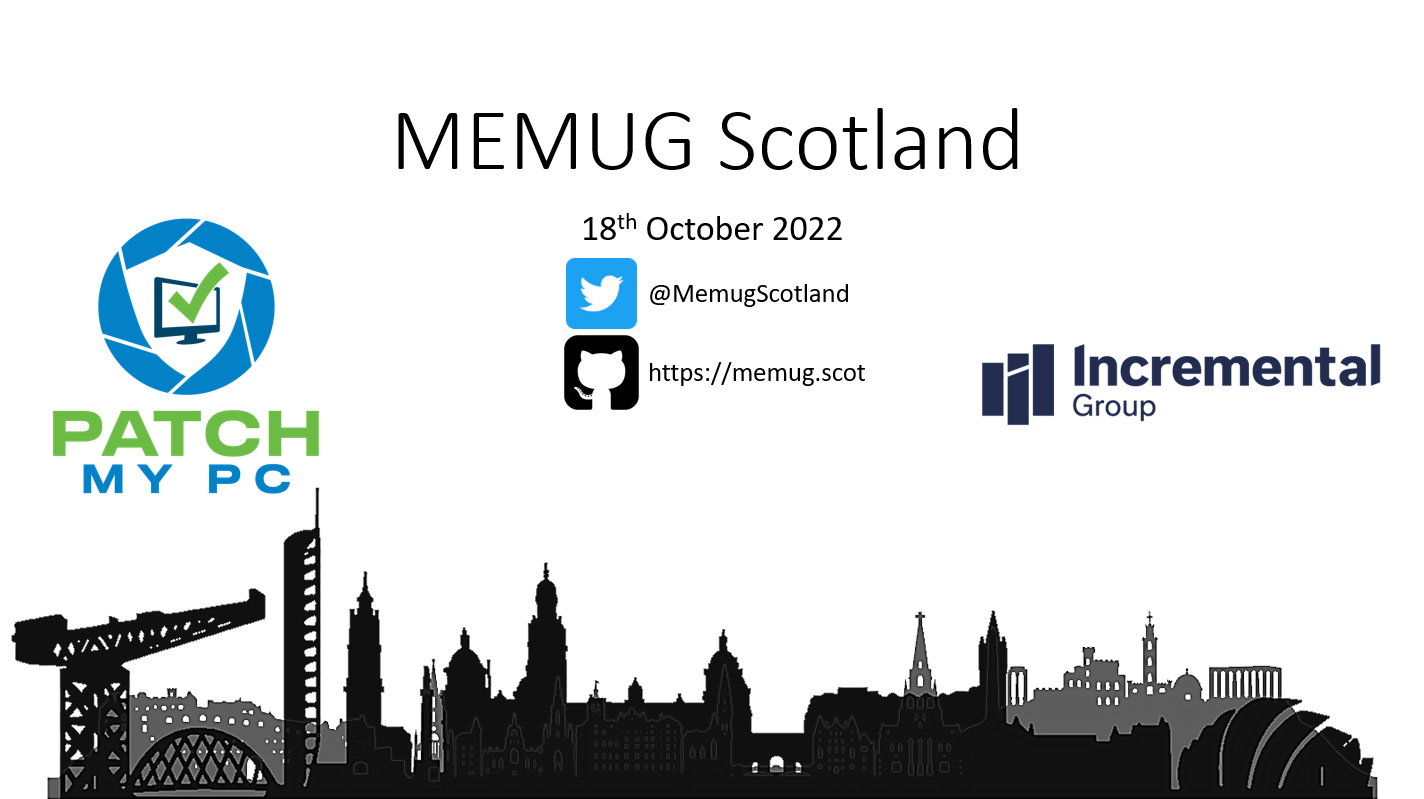 MEMUG Scotland
18th October 2022
@MemugScotland
https://memug.scot
PATCH
MY PC
Incremental
Group